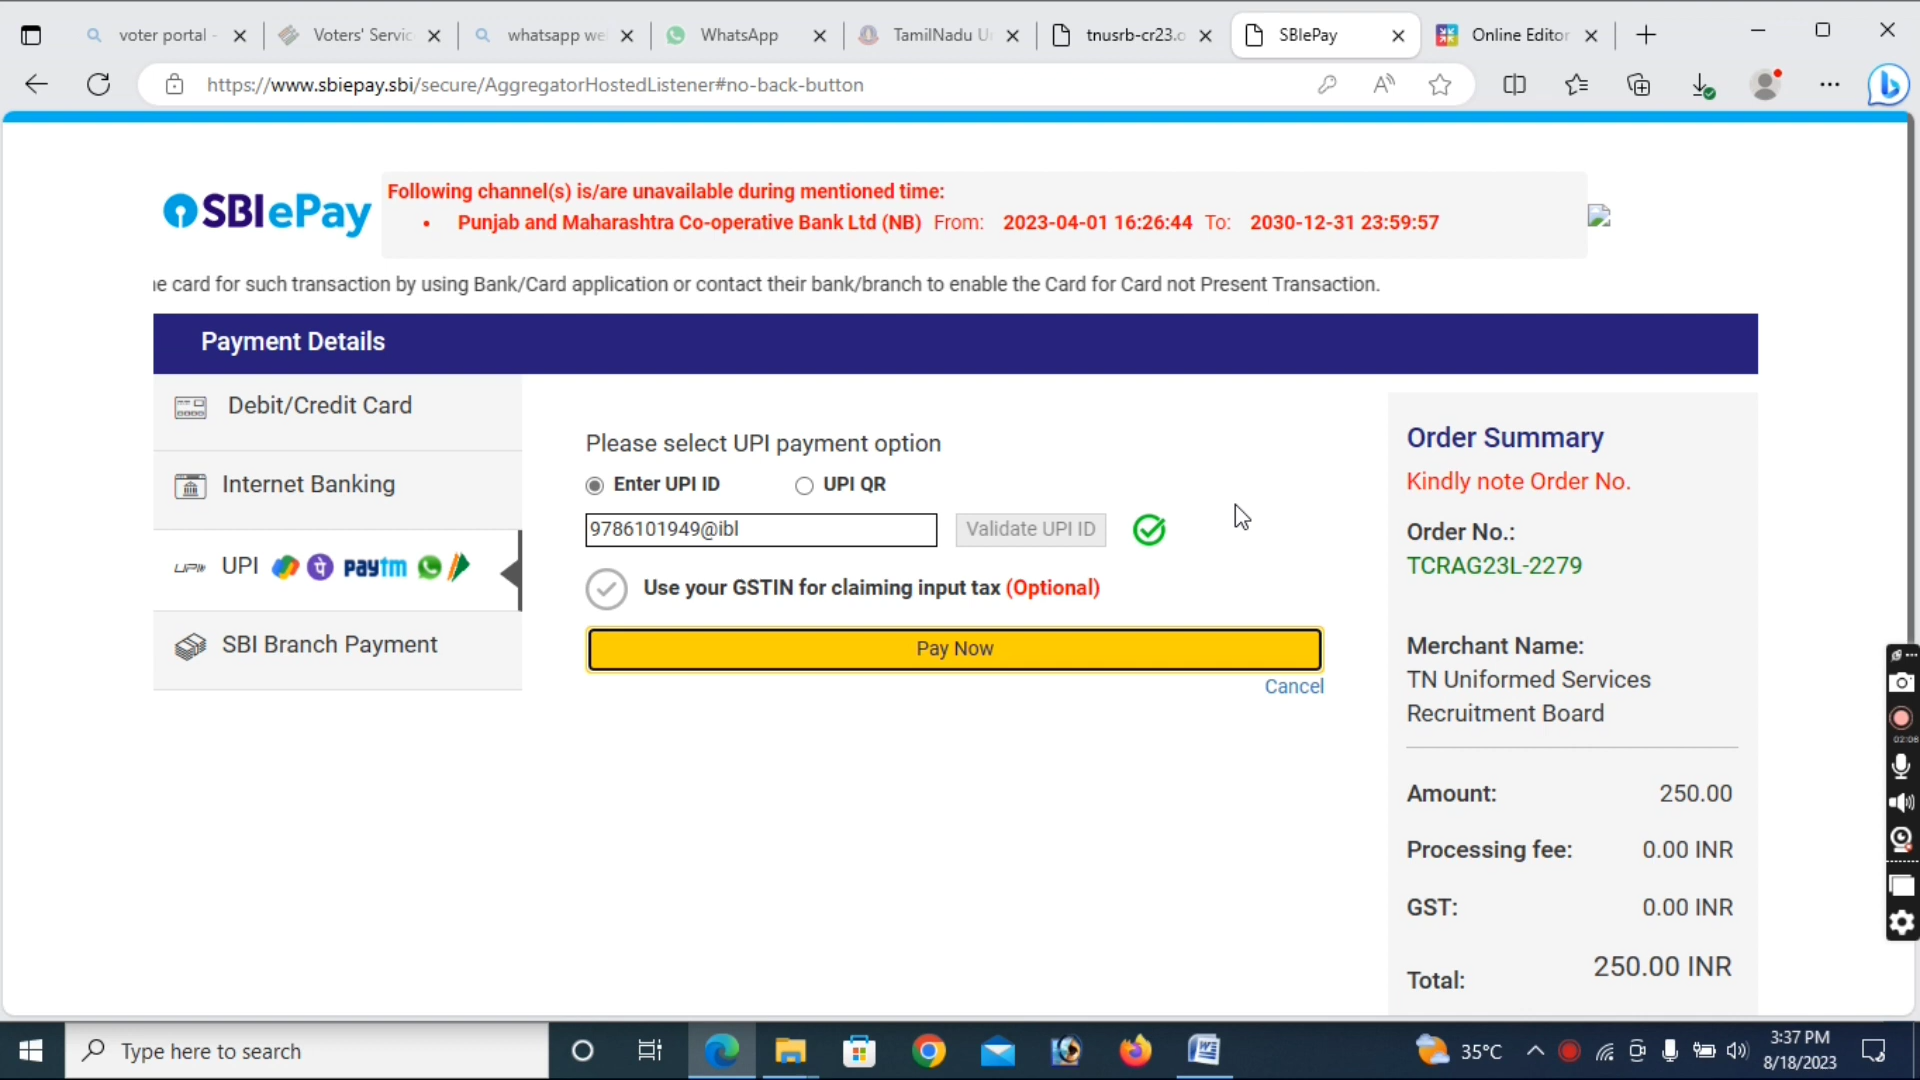 voter portal -
Voters' Servic
whatsapp we
WhatsApp
TamilNadu U
tnusrb-cr23.o
SBIePay
Online Editor
https://www.sbiepay.sbi/secure/AggregatorHostedListener#no-back-button
SBIePay
Following channel(s) is/are unavailable during mentioned time:
• Punjab and Maharashtra Co-operative Bank Ltd (NB) From: 2023-04-01 16:26:44 To: 2030-12-31 23:59:57
e card for such transaction by using Bank/Card application or contact their bank/branch to enable the Card for Card not Present Transaction.
Payment Details
Debit/Credit Card
Internet Banking
UPI UPI paytm
SBI Branch Payment
Please select UPI payment option
Enter UPI ID UPI QR
9786101949@ibl Validate UPI ID
Use your GSTIN for claiming input tax (Optional)
Pay Now
Cancel
Order Summary
Kindly note Order No.
Order No.:
TCRAG23L-2279
Merchant Name:
TN Uniformed Services
Recruitment Board
Amount: 250.00
Processing fee: 0.00 INR
GST: 0.00 INR
Total: 250.00 INR
02:08
Type here to search
35°C
3:37 PM
8/18/2023